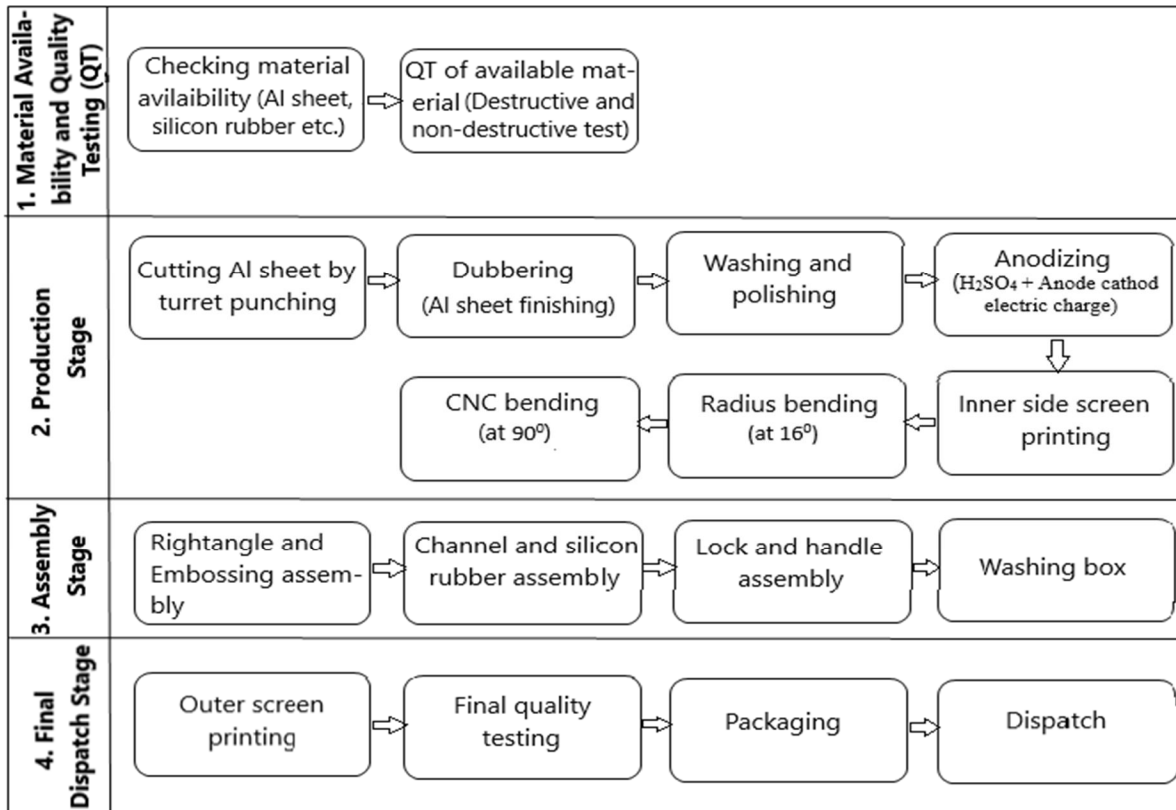 1. Material Availa-
bility and Quality
Testing (QT)
Checking material
avilaibility (Al sheet,
silicon rubber etc.)
QT of available mat-
erial (Destructive and
non-destructive test)
2. Production
Stage
Cutting Al sheet by
turret punching
Dubbering
(Al sheet finishing)
Washing and
polishing
Anodizing
(H₂SO₄ + Anode cathod
electric charge)
Inner side screen
printing
Radius bending
(at 16⁰)
CNC bending
(at 90⁰)
3. Assembly
Stage
Rightangle and
Embossing assem-
bly
Channel and silicon
rubber assembly
Lock and handle
assembly
Washing box
4. Final
Dispatch Stage
Outer screen
printing
Final quality
testing
Packaging
Dispatch